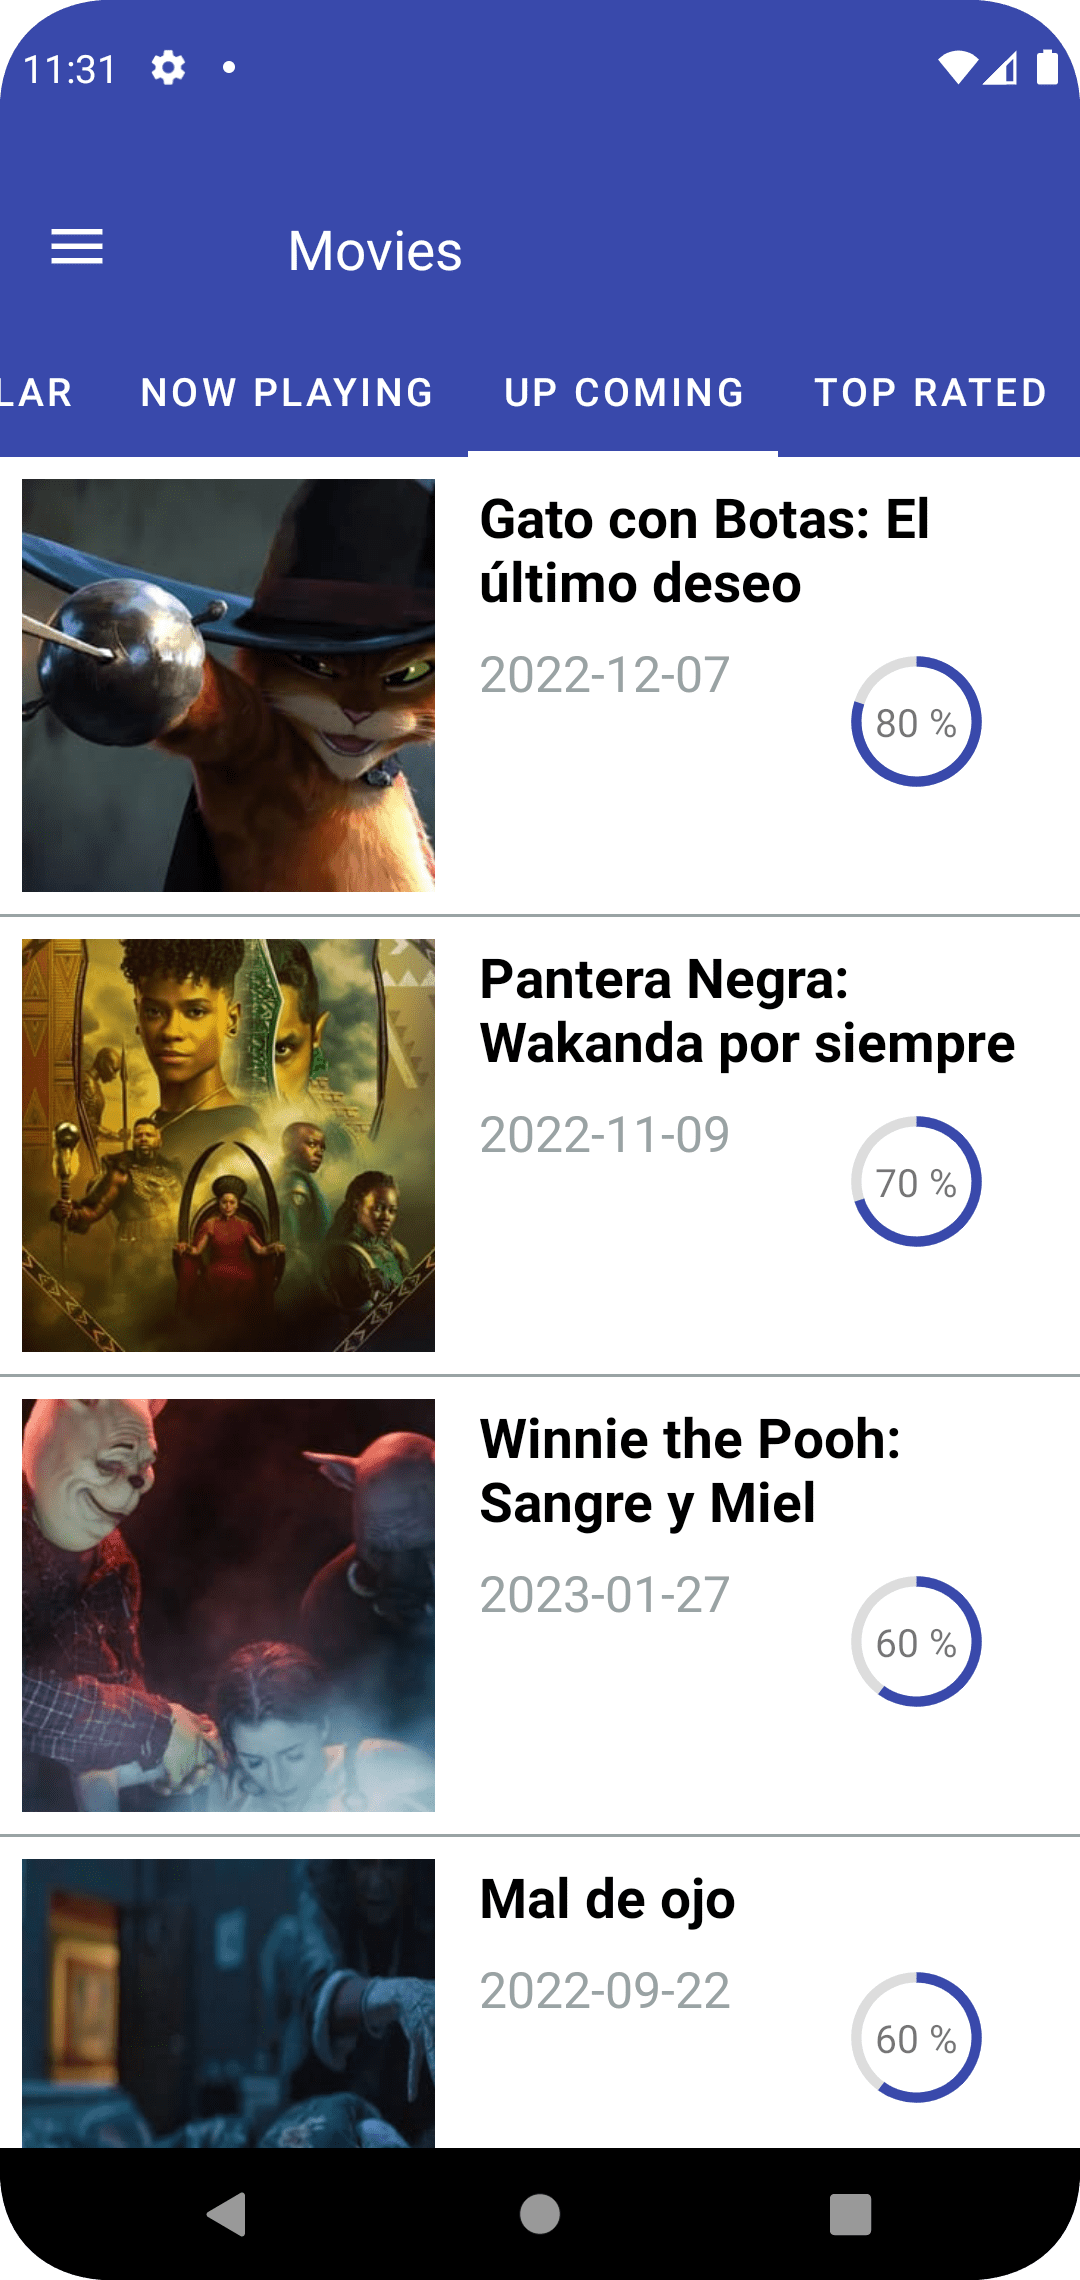 11:31
Movies
LAR NOW PLAYING UP COMING TOP RATED
Gato con Botas: El
último deseo
2022-12-07
80 %
Pantera Negra:
Wakanda por siempre
2022-11-09
70 %
Winnie the Pooh:
Sangre y Miel
2023-01-27
60 %
Mal de ojo
2022-09-22
60 %